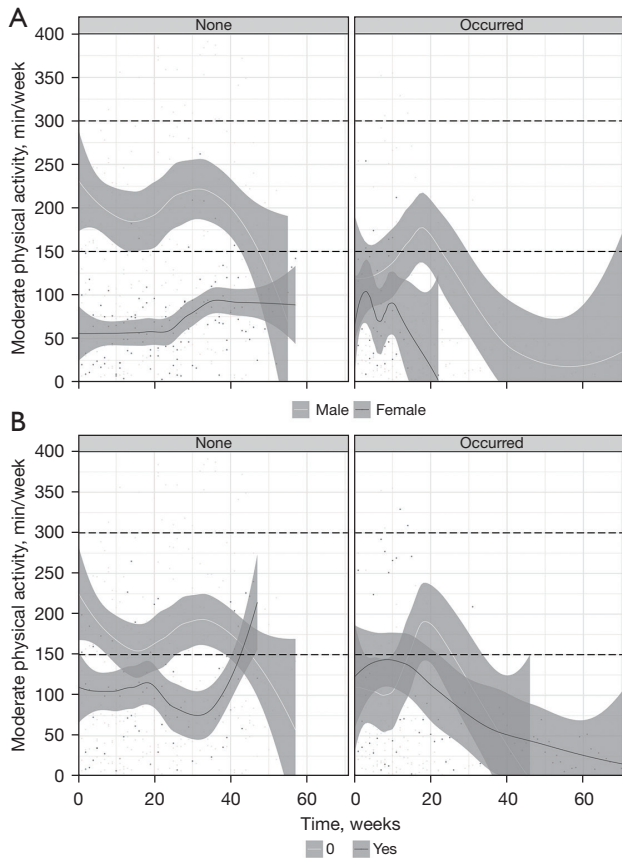 A
None
Occurred
Moderate physical activity, min/week
400
350
300
250
200
150
100
50
0
Male
Female
B
None
Occurred
Moderate physical activity, min/week
400
350
300
250
200
150
100
50
0
0 20 40 60
0 20 40 60
Time, weeks
0
Yes